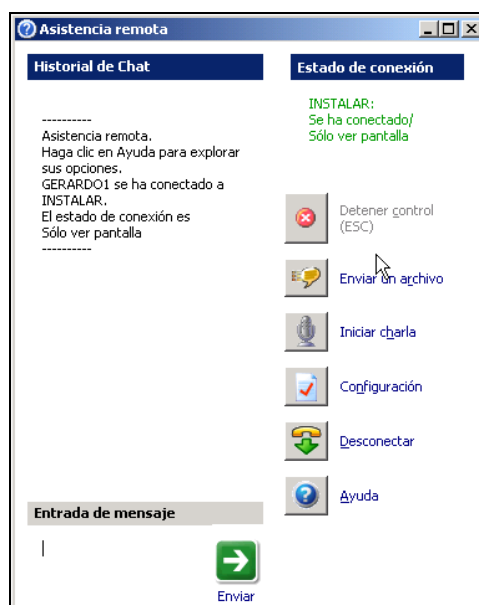 Asistencia remota
Historial de Chat
----------
Asistencia remota.
Haga clic en Ayuda para explorar
sus opciones.
GERARDO1 se ha conectado a
INSTALAR.
El estado de conexión es
Sólo ver pantalla
----------
Entrada de mensaje
Enviar
Estado de conexión
INSTALAR:
Se ha conectado/
Sólo ver pantalla
Detener control
(ESC)
Enviar un archivo
Iniciar charla
Configuración
Desconectar
Ayuda